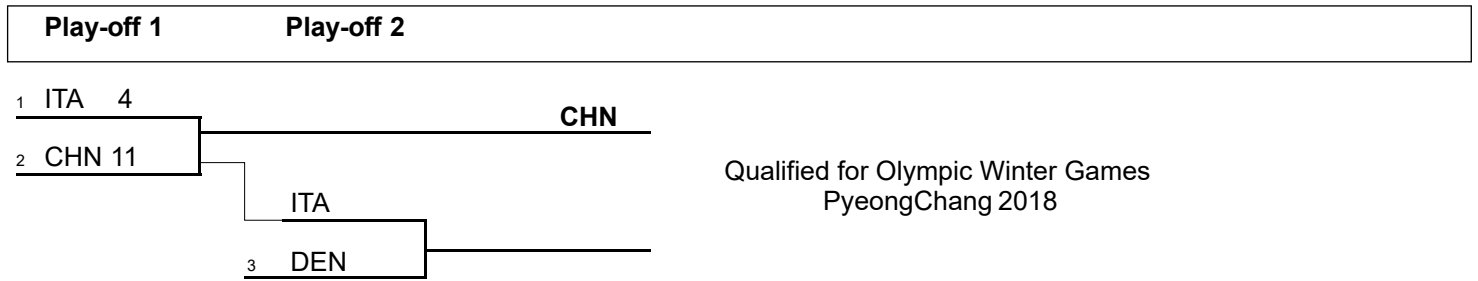 Play-off 1 Play-off 2
1 ITA 4
CHN
2 CHN 11
Qualified for Olympic Winter Games
PyeongChang 2018
ITA
3 DEN